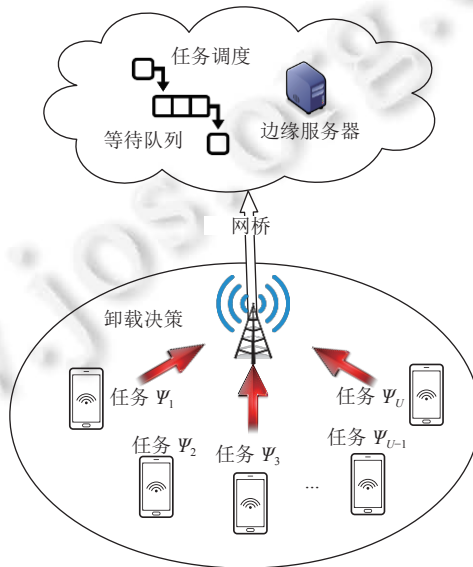 任务调度
等待队列
边缘服务器
网桥
卸载决策
任务 Ψ1
任务 ΨU
任务 Ψ2
任务 Ψ3
...
任务 ΨU−1